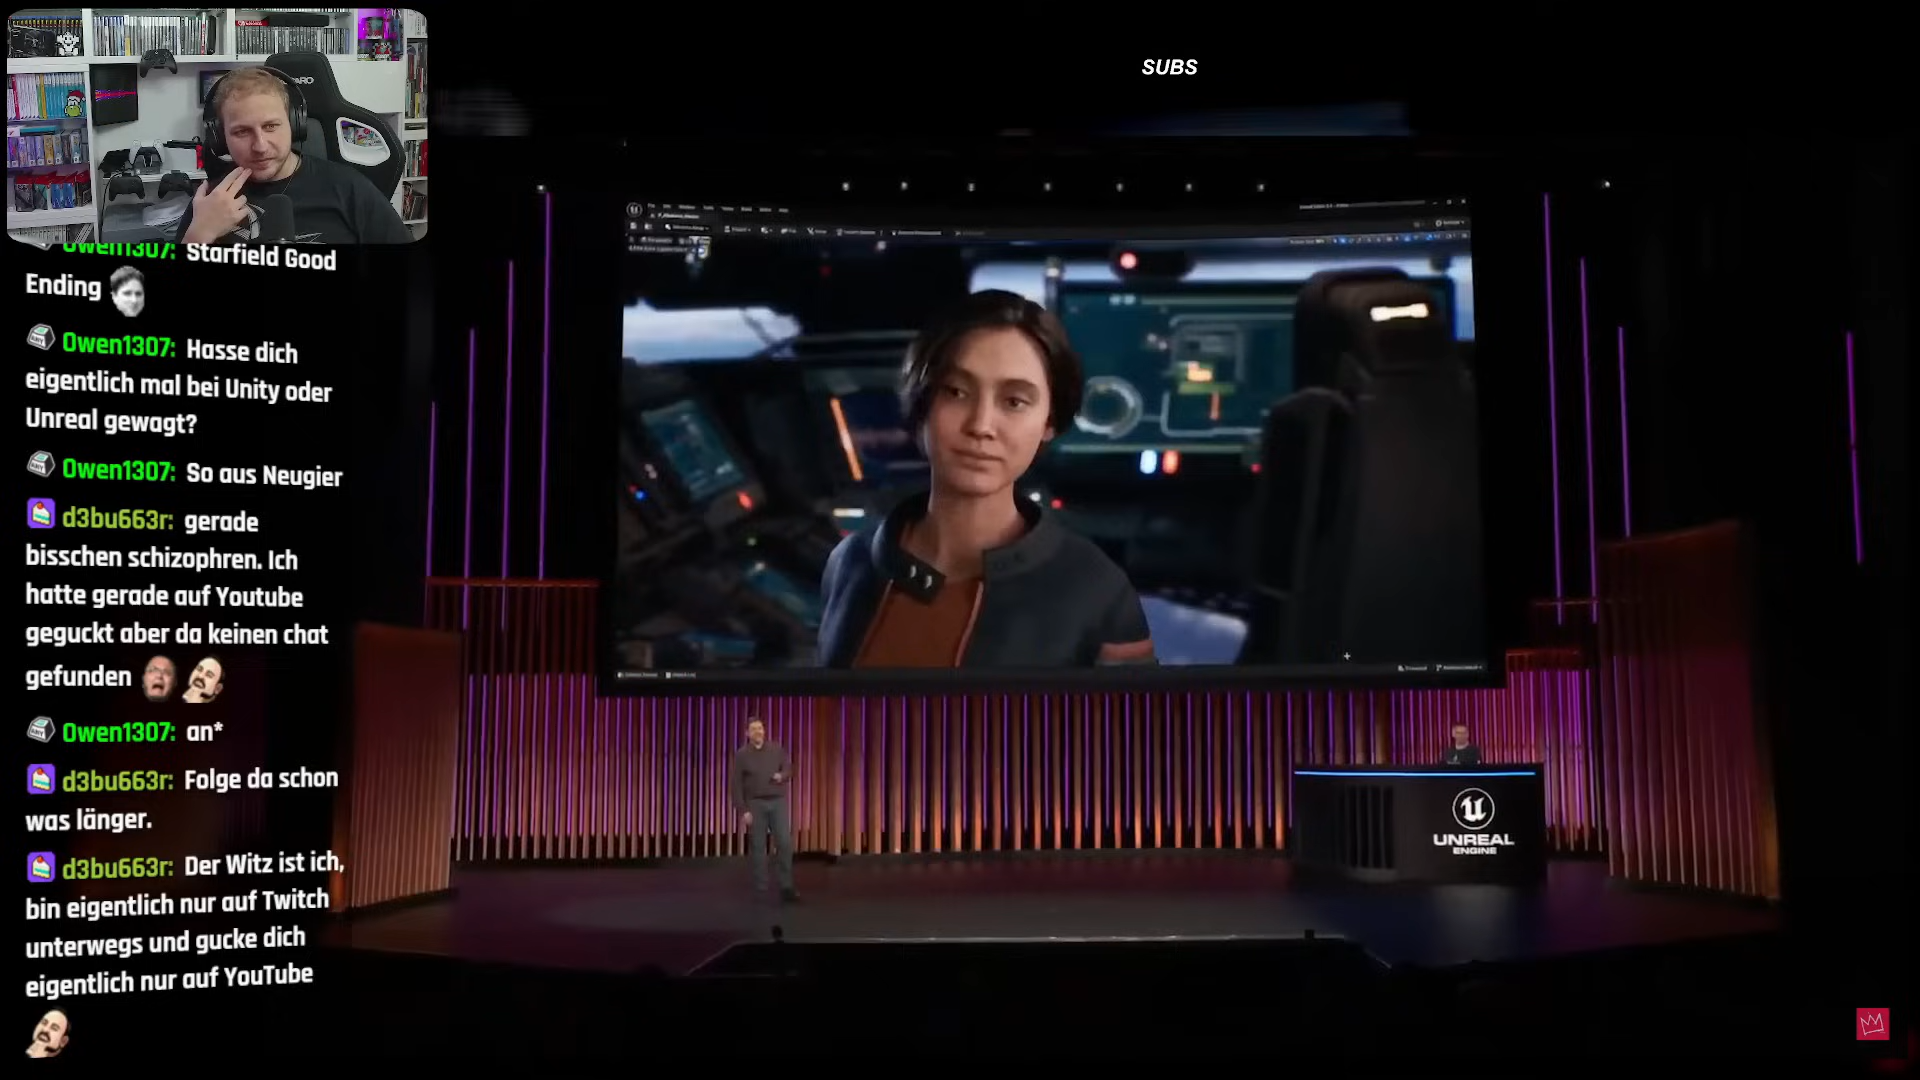 SUBS
Owen1307: Starfield Good
Ending
Owen1307: Hasse dich
eigentlich mal bei Unity oder
Unreal gewagt?
Owen1307: So aus Neugier
d3bu663r: gerade
bisschen schizophren. Ich
hatte gerade auf Youtube
geguckt aber da keinen chat
gefunden
Owen1307: an*
d3bu663r: Folge da schon
was länger.
d3bu663r: Der Witz ist ich,
bin eigentlich nur auf Twitch
unterwegs und gucke dich
eigentlich nur auf YouTube
UNREAL
ENGINE